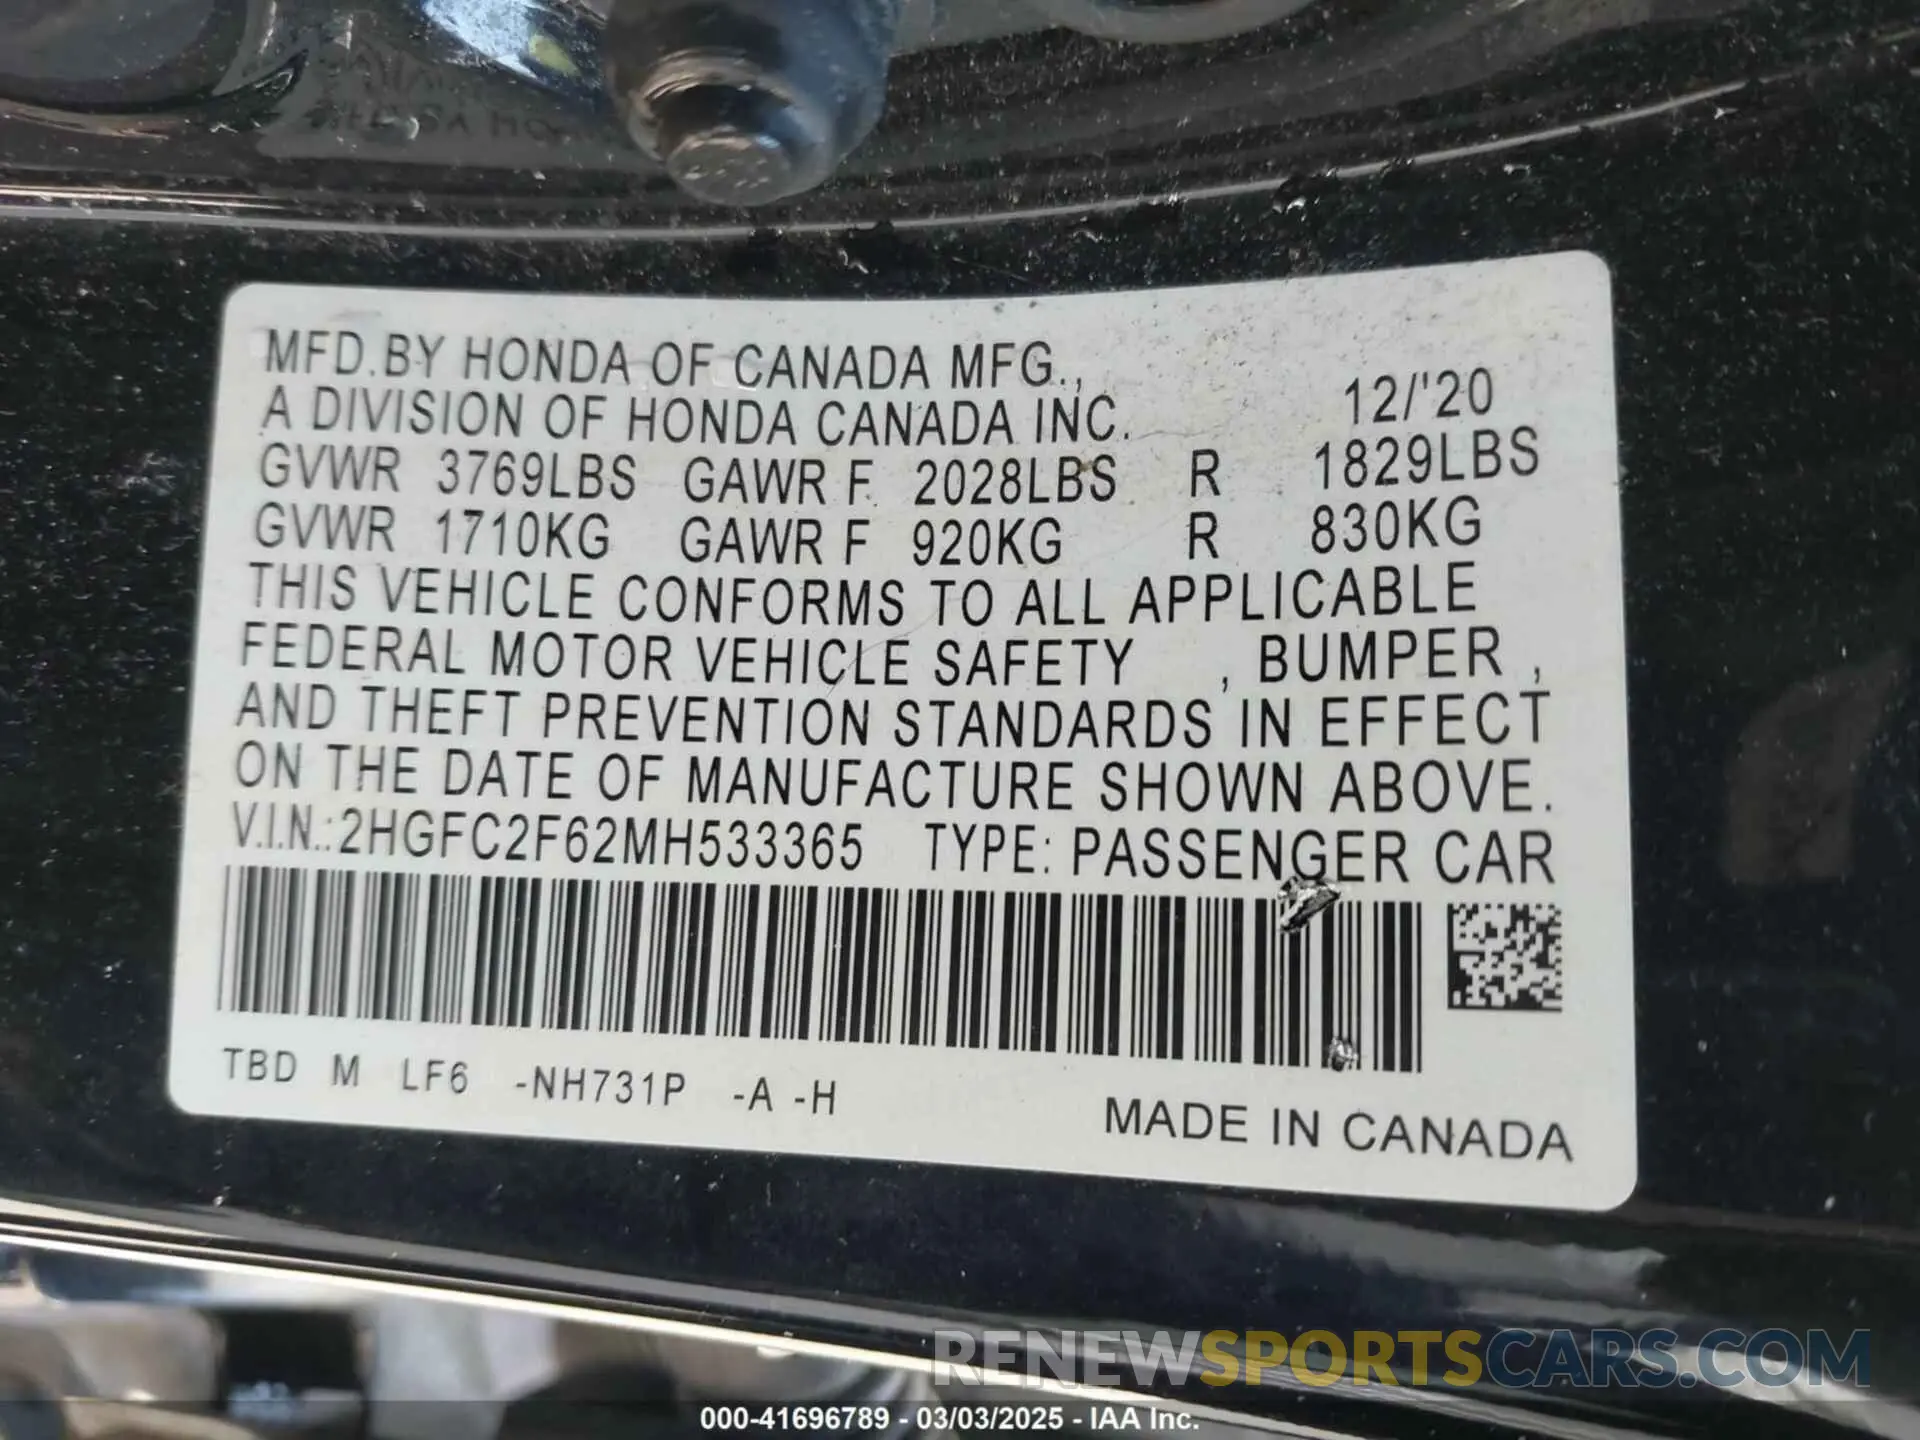 MFD.BY HONDA OF CANADA MFG.,
A DIVISION OF HONDA CANADA INC. 12/'20
GVWR 3769LBS GAWR F 2028LBS R 1829LBS
GVWR 1710KG GAWR F 920KG R 830KG
THIS VEHICLE CONFORMS TO ALL APPLICABLE
FEDERAL MOTOR VEHICLE SAFETY , BUMPER ,
AND THEFT PREVENTION STANDARDS IN EFFECT
ON THE DATE OF MANUFACTURE SHOWN ABOVE.
V.I.N.:2HGFC2F62MH533365 TYPE: PASSENGER CAR
TBD M LF6 -NH731P -A -H
MADE IN CANADA
RENEWSPORTSCARS.COM
000-41696789 - 03/03/2025 - IAA Inc.